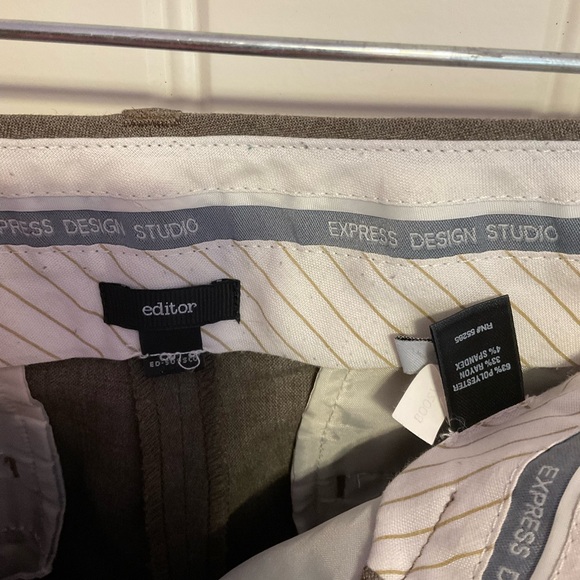 EXPRESS DESIGN STUDIO
EXPRESS DESIGN STUDIO
editor
RN# 55285
63% POLYESTER
33% RAYON
4% SPANDEX
EXPRESS D